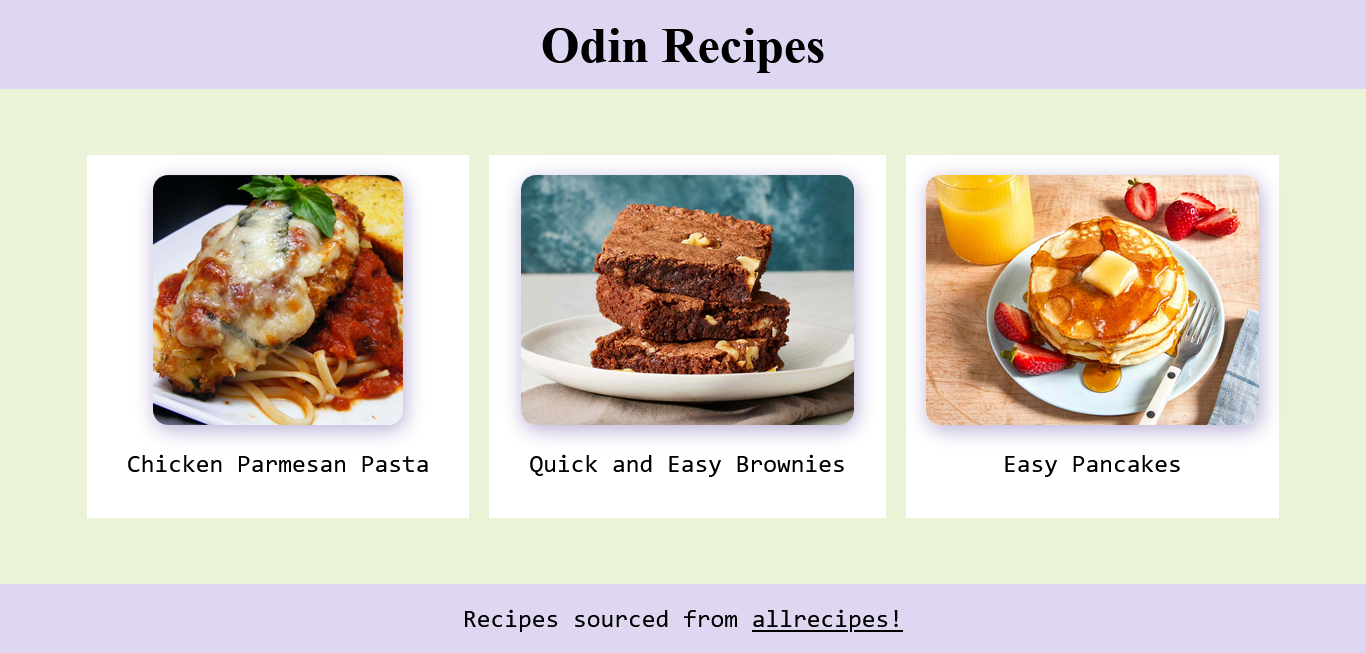 Odin Recipes
Chicken Parmesan Pasta
Quick and Easy Brownies
Easy Pancakes
Recipes sourced from allrecipes!